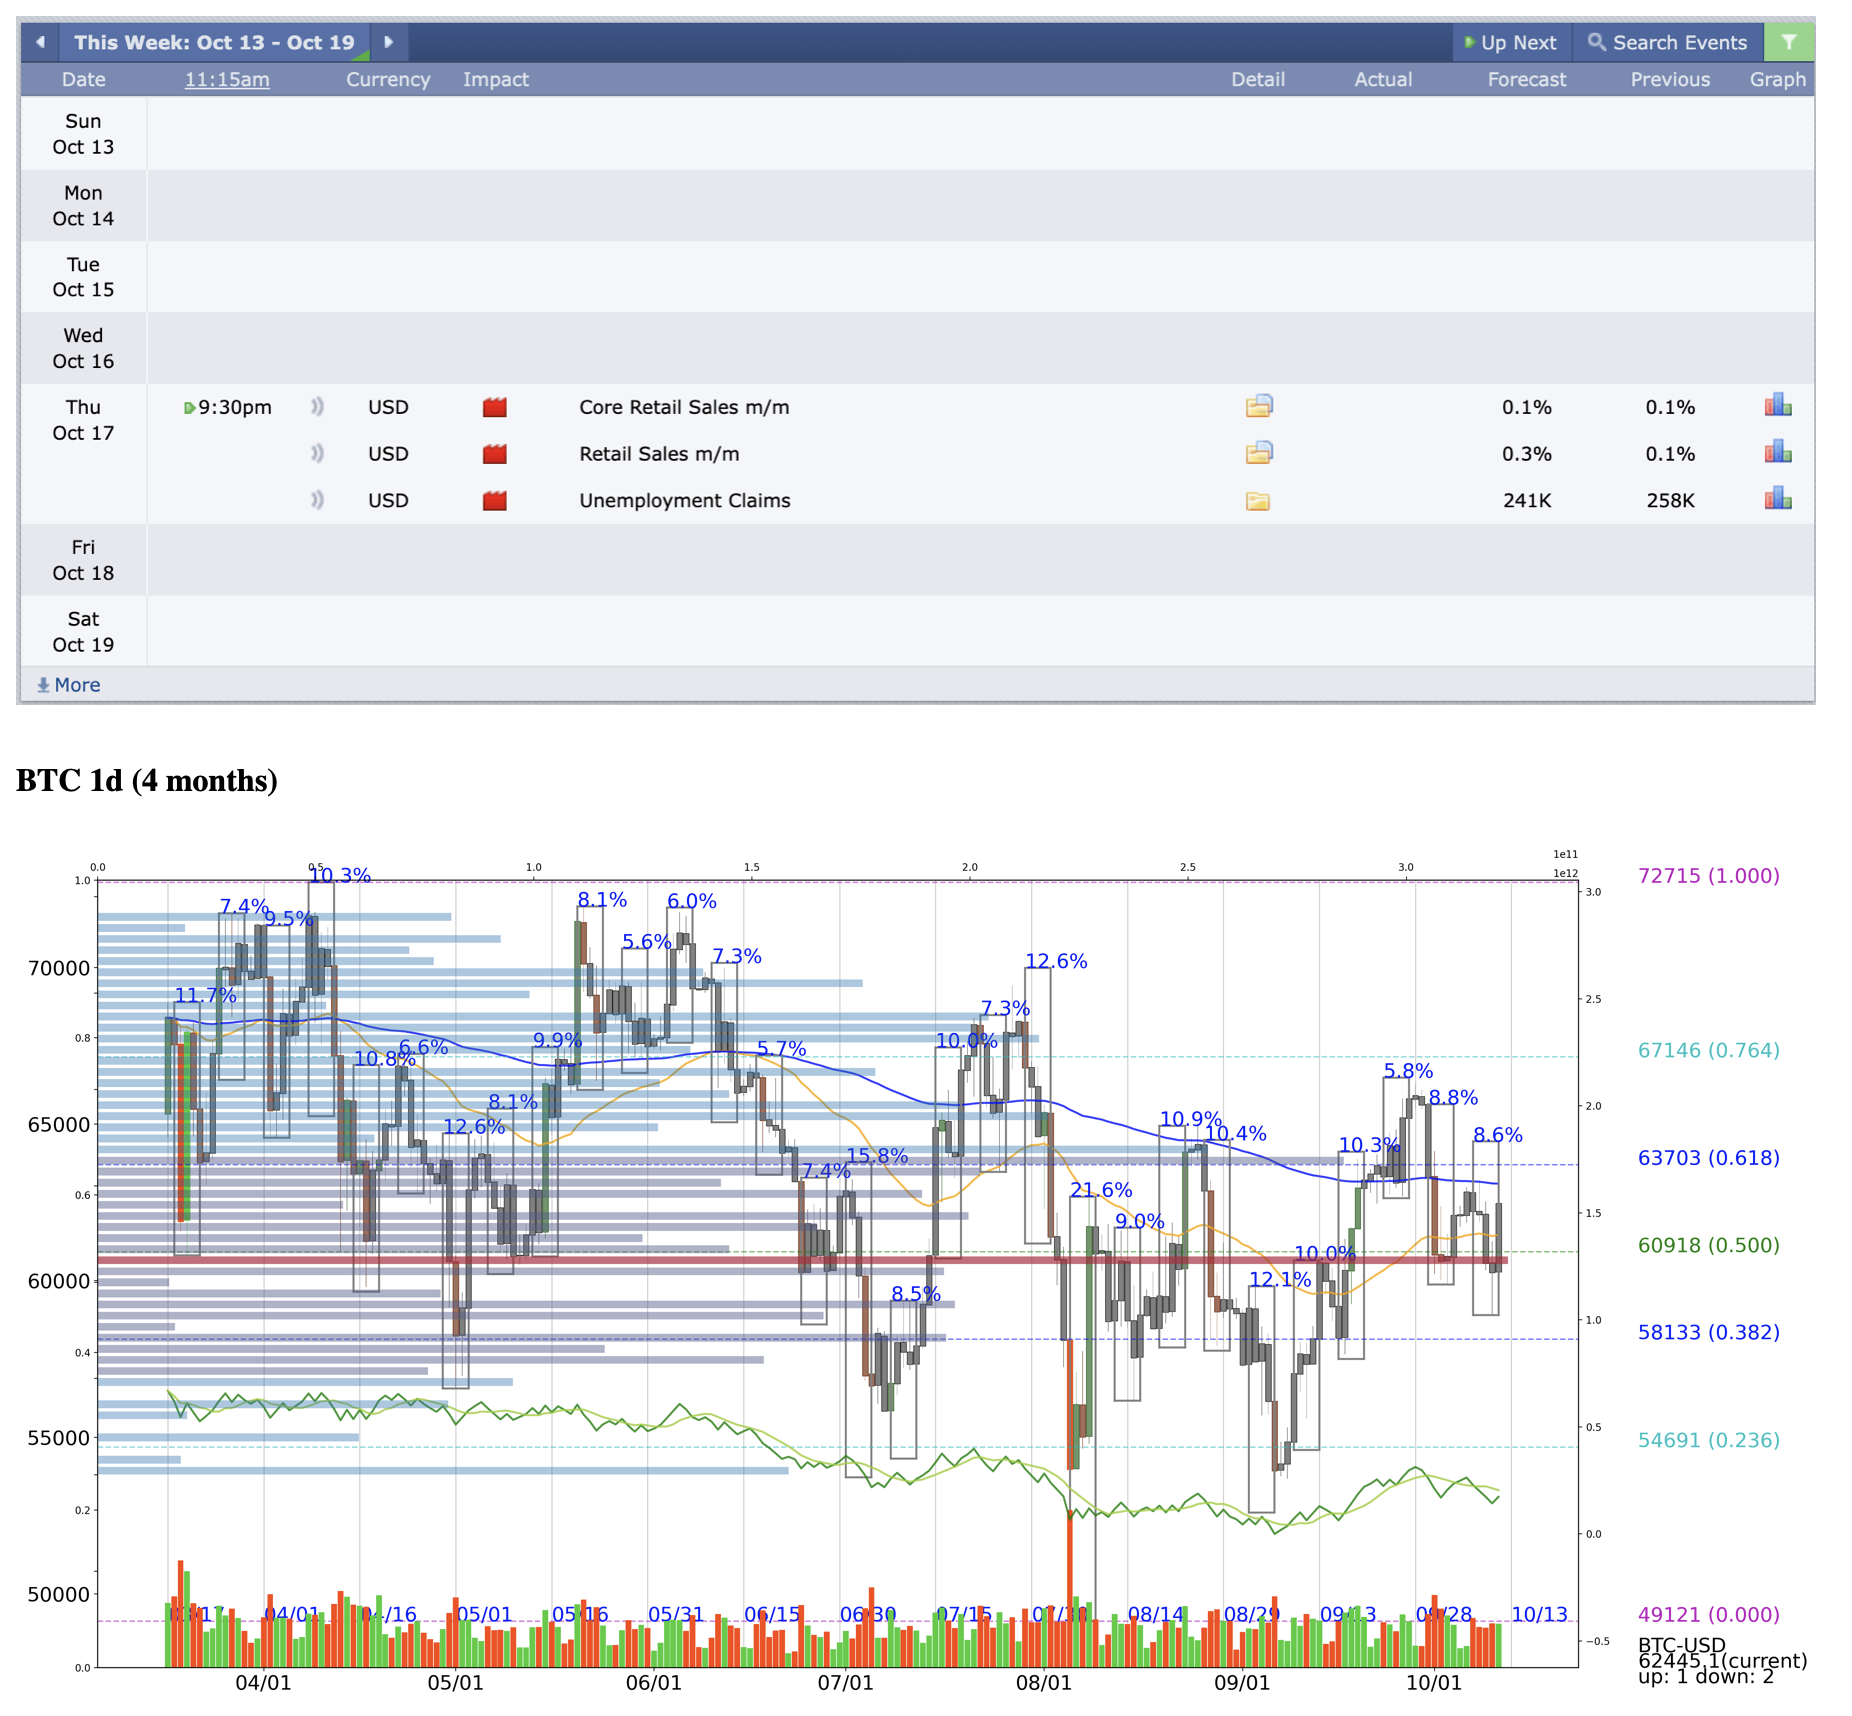 This Week: Oct 13 - Oct 19 Up Next Search Events
Date 11:15am Currency Impact Detail Actual Forecast Previous Graph
Sun
Oct 13
Mon
Oct 14
Tue
Oct 15
Wed
Oct 16
Thu
Oct 17
9:30pm USD Core Retail Sales m/m 0.1% 0.1%
USD Retail Sales m/m 0.3% 0.1%
USD Unemployment Claims 241K 258K
Fri
Oct 18
Sat
Oct 19
More
BTC 1d (4 months)
0.0 0.5 1.0 1.5 2.0 2.5 3.0 1e11
1e12
1.0
0.8
0.6
0.4
0.2
0.0
70000
65000
60000
55000
50000
3.0
2.5
2.0
1.5
1.0
0.5
0.0
−0.5
11.7%
7.4%
9.5%
10.3%
10.8%
6.6%
12.6%
8.1%
9.9%
8.1%
5.6%
6.0%
7.3%
5.7%
7.4%
15.8%
8.5%
10.0%
7.3%
12.6%
21.6%
9.0%
10.9%
10.4%
12.1%
10.0%
10.3%
5.8%
8.8%
8.6%
72715 (1.000)
67146 (0.764)
63703 (0.618)
60918 (0.500)
58133 (0.382)
54691 (0.236)
49121 (0.000)
04/01 05/01 05/16 05/31 06/15 06/30 07/15 08/14 08/29 09/28 10/13
BTC-USD
62445.1(current)
up: 1 down: 2
04/01 05/01 06/01 07/01 08/01 09/01 10/01